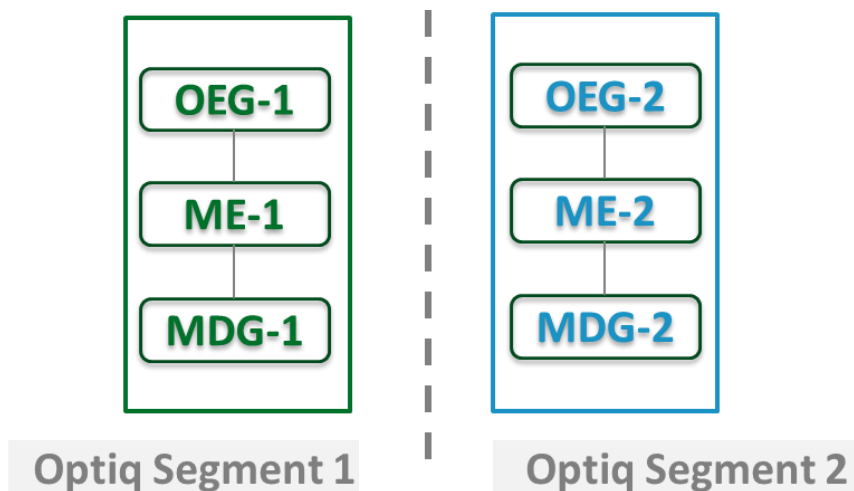 OEG-1
ME-1
MDG-1
Optiq Segment 1
OEG-2
ME-2
MDG-2
Optiq Segment 2